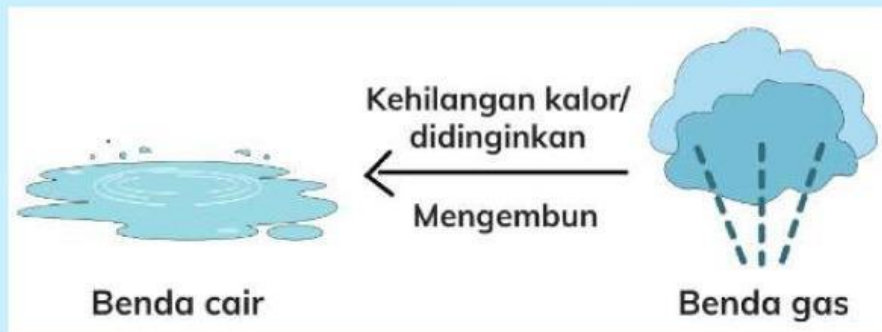 Kehilangan kalor/
didinginkan
Mengembun
Benda cair
Benda gas